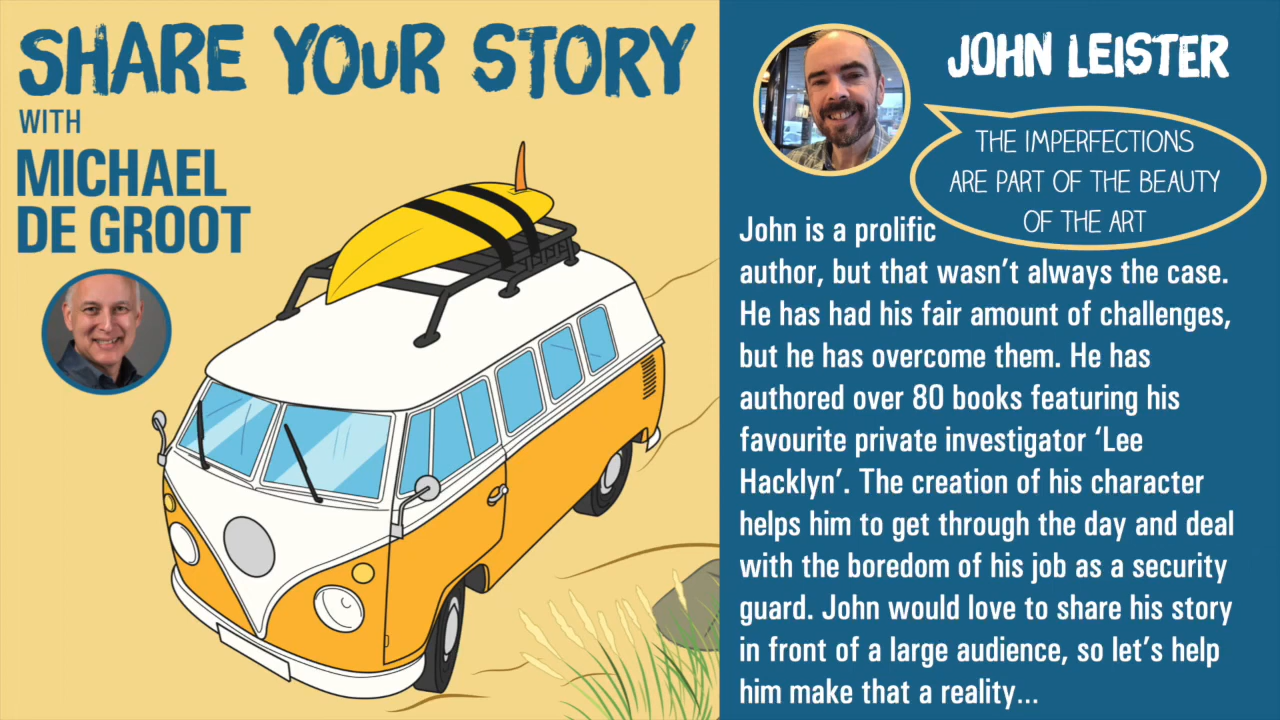 SHARE YOUR STORY
WITH
MICHAEL
DE GROOT
JOHN LEISTER
THE IMPERFECTIONS
ARE PART OF THE BEAUTY
OF THE ART
John is a prolific
author, but that wasn’t always the case.
He has had his fair amount of challenges,
but he has overcome them. He has
authored over 80 books featuring his
favourite private investigator ‘Lee
Hacklyn’. The creation of his character
helps him to get through the day and deal
with the boredom of his job as a security
guard. John would love to share his story
in front of a large audience, so let’s help
him make that a reality...